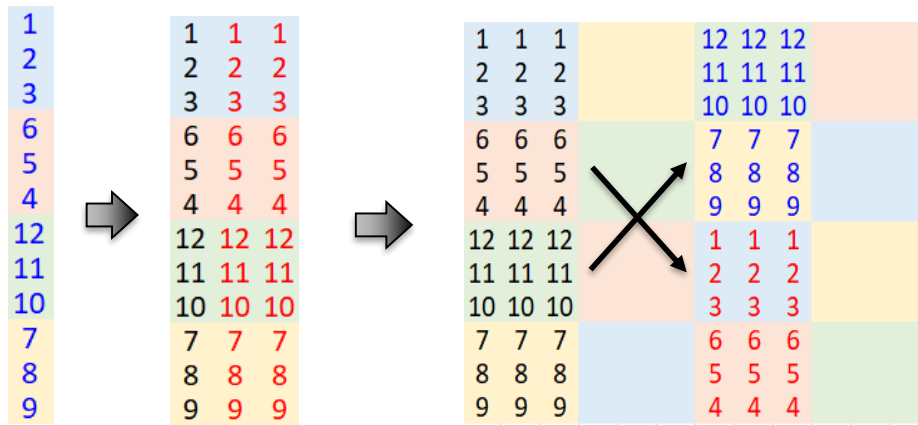 1
2
3
6
5
4
12
11
10
7
8
9
1 1 1
2 2 2
3 3 3
6 6 6
5 5 5
4 4 4
12 12 12
11 11 11
10 10 10
7 7 7
8 8 8
9 9 9
1 1 1 12 12 12
2 2 2 11 11 11
3 3 3 10 10 10
6 6 6 7 7 7
5 5 5 8 8 8
4 4 4 9 9 9
12 12 12 1 1 1
11 11 11 2 2 2
10 10 10 3 3 3
7 7 7 6 6 6
8 8 8 5 5 5
9 9 9 4 4 4